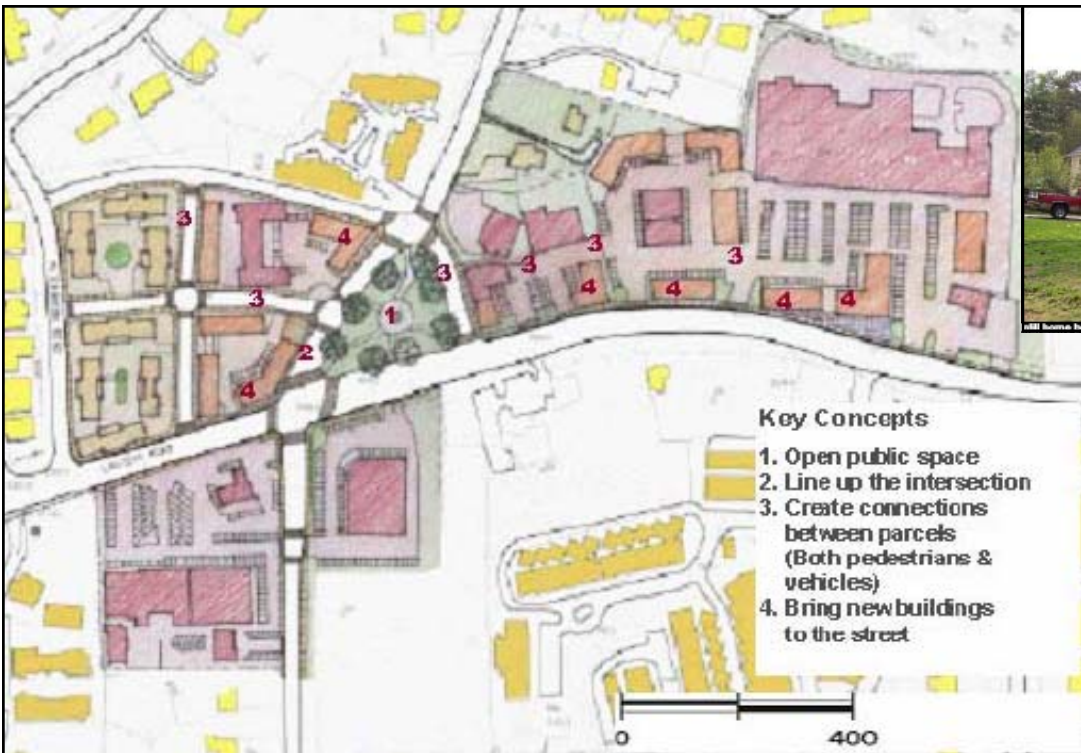 3
4
3
3
3
3
3
1
2
4
4
4
4
4
Key Concepts
1. Open public space
2. Line up the intersection
3. Create connections
between parcels
(Both pedestrians &
vehicles)
4. Bring new buildings
to the street
0
400